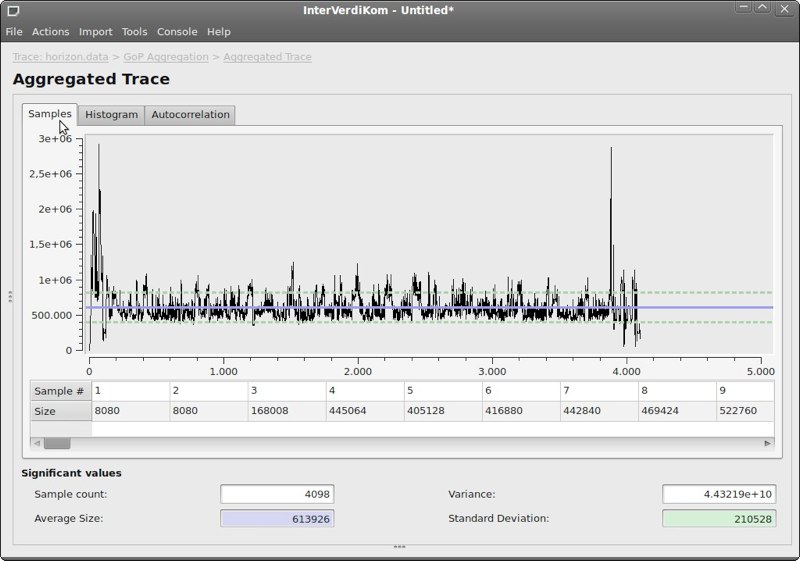 InterVerdiKom - Untitled*
File Actions Import Tools Console Help
Trace: horizon.data > GoP Aggregation > Aggregated Trace
Aggregated Trace
Samples Histogram Autocorrelation
3e+06
2,5e+06
2e+06
1,5e+06
1e+06
500.000
0
0 1.000 2.000 3.000 4.000 5.000
Sample # 1 2 3 4 5 6 7 8 9
Size 8080 8080 168008 445064 405128 416880 442840 469424 522760
Significant values
Sample count: 4098 Variance: 4.43219e+10
Average Size: 613926 Standard Deviation: 210528